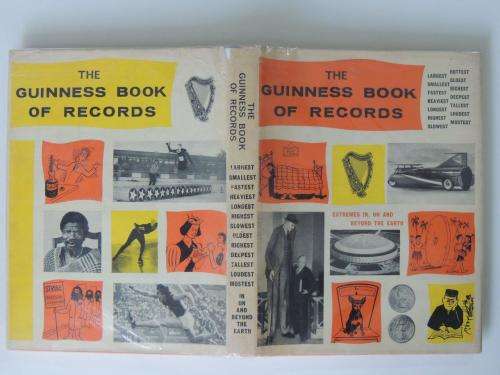 THE
GUINNESS BOOK
OF RECORDS
THE
GUINNESS BOOK
OF RECORDS
LARGEST
SMALLEST
FASTEST
HEAVIEST
LONGEST
HIGHEST
SLOWEST
OLDEST
RICHEST
DEEPEST
TALLEST
LOUDEST
MOSTEST
IN
ON AND
BEYOND
THE
EARTH
THE
GUINNESS BOOK
OF RECORDS
LARGEST
SMALLEST
FASTEST
HEAVIEST
LONGEST
HIGHEST
SLOWEST
HOTTEST
OLDEST
RICHEST
DEEPEST
TALLEST
LOUDEST
MOSTEST
EXTREMES IN, ON AND
BEYOND THE EARTH
STRIKE